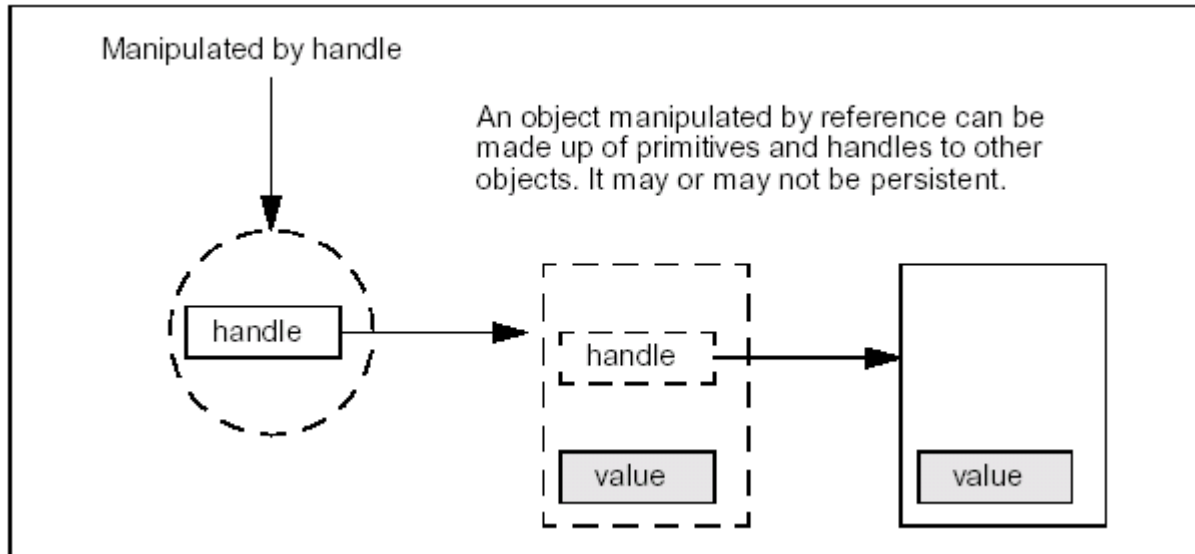 Manipulated by handle
An object manipulated by reference can be
made up of primitives and handles to other
objects. It may or may not be persistent.
handle
handle
value
value